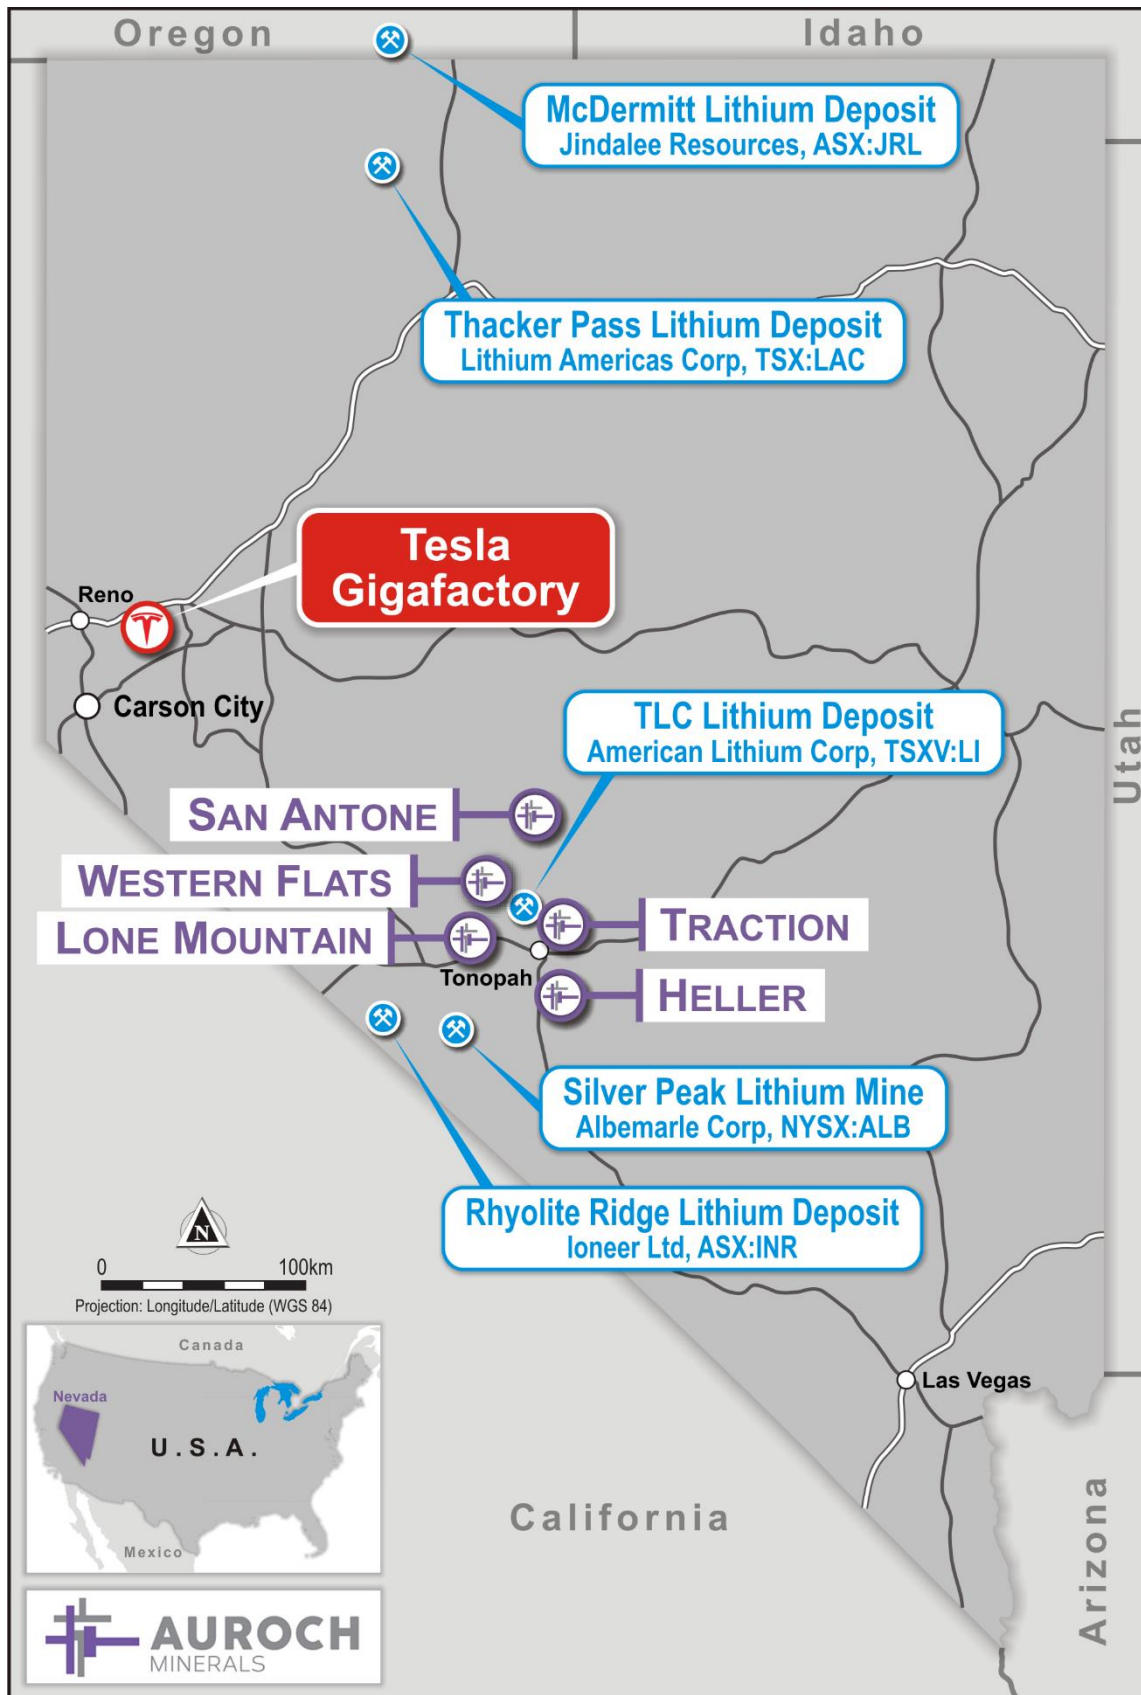 Oregon
Idaho
McDermitt Lithium Deposit
Jindalee Resources, ASX:JRL
Thacker Pass Lithium Deposit
Lithium Americas Corp, TSX:LAC
Tesla
Gigafactory
Reno
Carson City
TLC Lithium Deposit
American Lithium Corp, TSXV:LI
Utah
SAN ANTONE
WESTERN FLATS
LONE MOUNTAIN
TRACTION
Tonopah
HELLER
Silver Peak Lithium Mine
Albemarle Corp, NYSX:ALB
Rhyolite Ridge Lithium Deposit
Ioneer Ltd, ASX:INR
N
0 100km
Projection: Longitude/Latitude (WGS 84)
Canada
Nevada
U.S.A.
Mexico
Las Vegas
California
Arizona
AUROCH
MINERALS